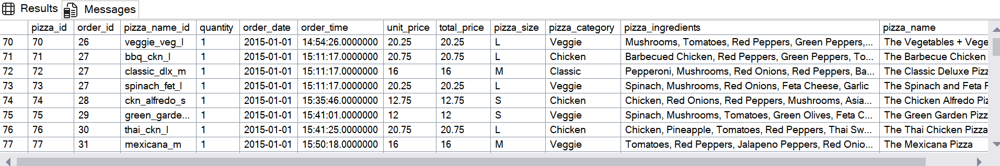 Results Messages
pizza_id order_id pizza_name_id quantity order_date order_time unit_price total_price pizza_size pizza_category pizza_ingredients pizza_name
70 70 26 veggie_veg_l 1 2015-01-01 14:54:26.0000000 20.25 20.25 L Veggie Mushrooms, Tomatoes, Red Peppers, Green Peppers,... The Vegetables + Vege
71 71 27 bbq_ckn_l 1 2015-01-01 15:11:17.0000000 20.75 20.75 L Chicken Barbecued Chicken, Red Peppers, Green Peppers, To... The Barbecue Chicken
72 72 27 classic_dlx_m 1 2015-01-01 15:11:17.0000000 16 16 M Classic Pepperoni, Mushrooms, Red Onions, Red Peppers, Ba... The Classic Deluxe Pizz
73 73 27 spinach_fet_l 1 2015-01-01 15:11:17.0000000 20.25 20.25 L Veggie Spinach, Mushrooms, Red Onions, Feta Cheese, Garlic The Spinach and Feta P
74 74 28 ckn_alfredo_s 1 2015-01-01 15:35:46.0000000 12.75 12.75 S Chicken Chicken, Red Onions, Red Peppers, Mushrooms, Asia... The Chicken Alfredo Piz
75 75 29 green_garde... 1 2015-01-01 15:41:01.0000000 12 12 S Veggie Spinach, Mushrooms, Tomatoes, Green Olives, Feta C... The Green Garden Pizz
76 76 30 thai_ckn_l 1 2015-01-01 15:41:25.0000000 20.75 20.75 L Chicken Chicken, Pineapple, Tomatoes, Red Peppers, Thai Sw... The Thai Chicken Pizza
77 77 31 mexicana_m 1 2015-01-01 15:50:18.0000000 16 16 M Veggie Tomatoes, Red Peppers, Jalapeno Peppers, Red Onio... The Mexicana Pizza